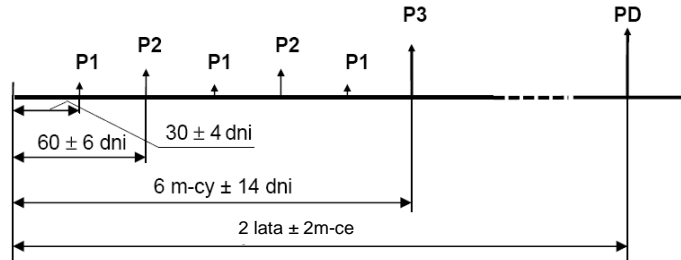 P1 P2 P1 P2 P1 P3 PD
30 ± 4 dni
60 ± 6 dni
6 m-cy ± 14 dni
2 lata ± 2m-ce